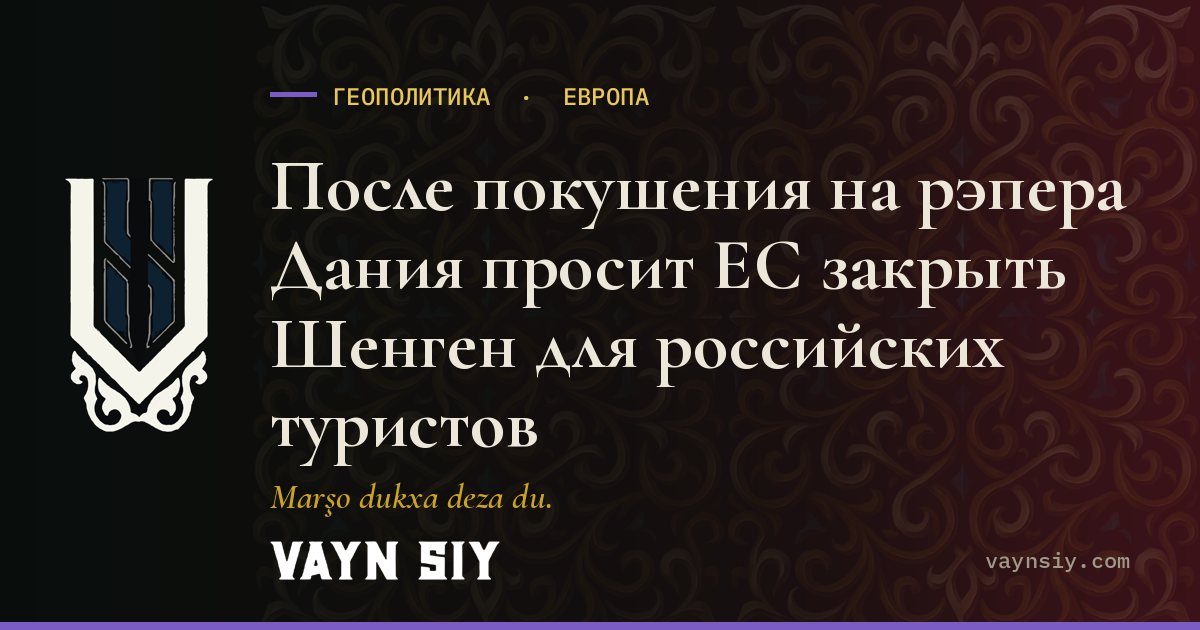 ГЕОПОЛИТИКА · ЕВРОПА
После покушения на рэпера
Дания просит ЕС закрыть
Шенген для российских
туристов
Marşo dukxa deza du.
VAYN SIY
vaynsiy.com